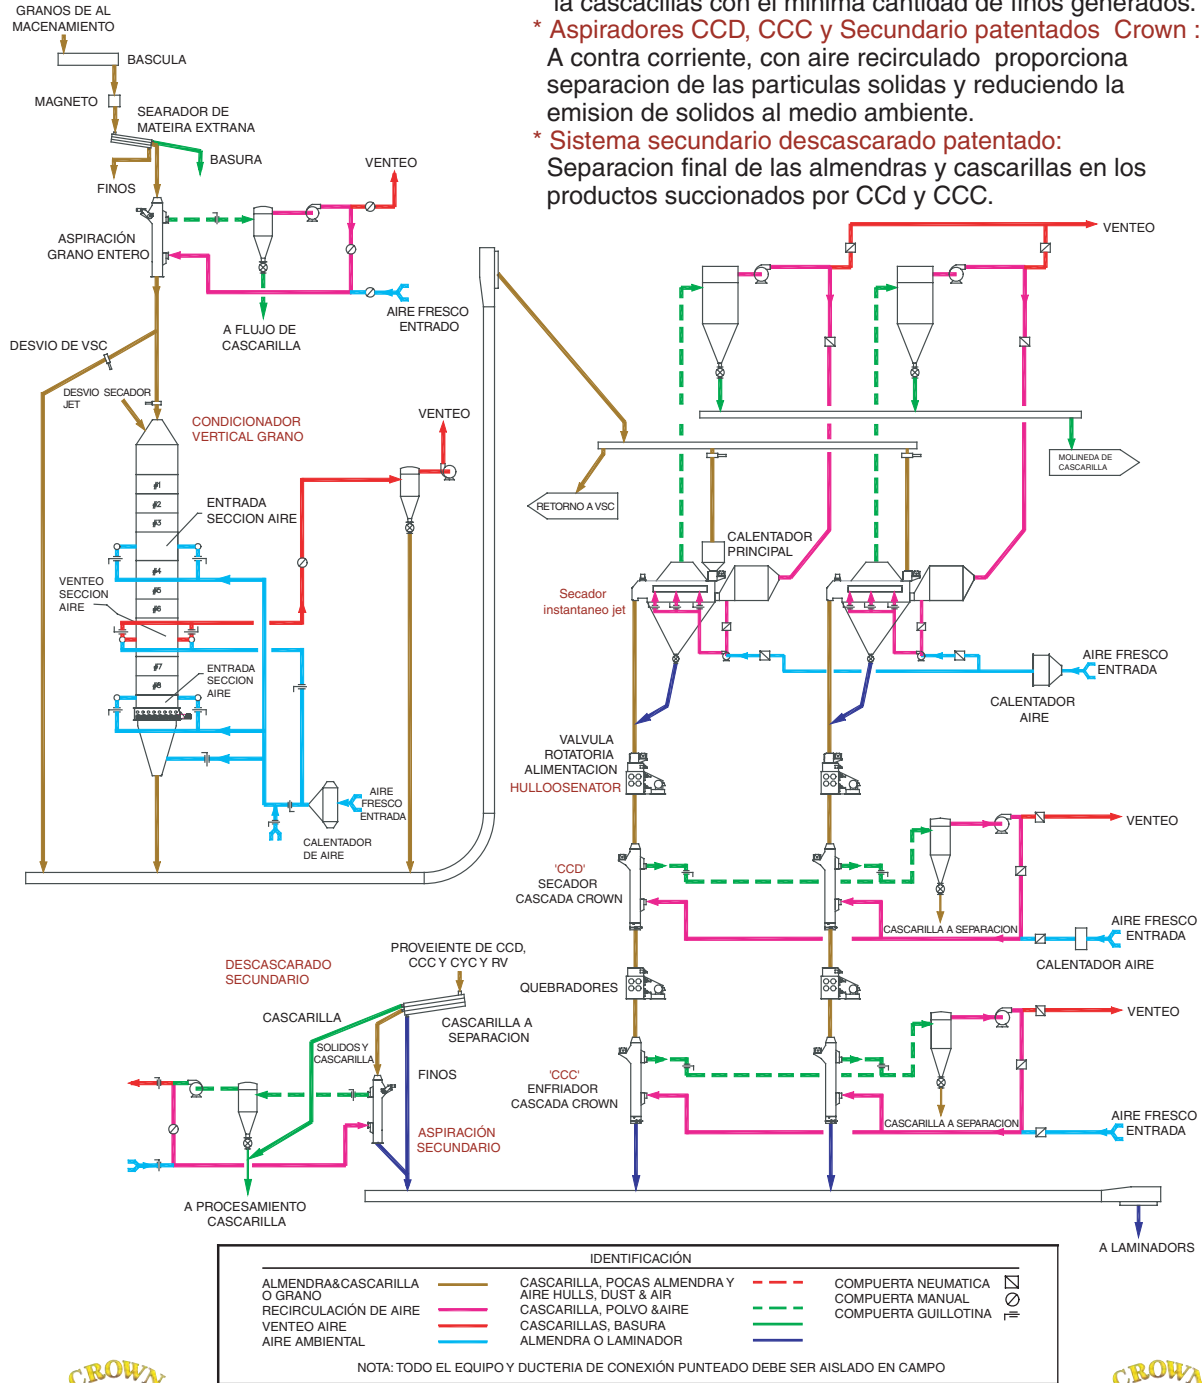 la cascacillas con el minima cantidad de finos generados.
* Aspiradores CCD, CCC y Secundario patentados Crown :
A contra corriente, con aire recirculado proporciona
separacion de las particulas solidas y reduciendo la
emision de solidos al medio ambiente.
* Sistema secundario descascarado patentado:
Separacion final de las almendras y cascarillas en los
productos succionados por CCd y CCC.
GRANOS DE AL
MACENAMIENTO
BASCULA
MAGNETO
SEARADOR DE
MATEIRA EXTRANA
BASURA
FINOS
VENTEO
ASPIRACIÓN
GRANO ENTERO
AIRE FRESCO
ENTRADO
A FLUJO DE
CASCARILLA
DESVIO DE VSC
DESVIO SECADOR
JET
CONDICIONADOR
VERTICAL GRANO
VENTEO
#1
#2
#3
ENTRADA
SECCION AIRE
#4
#5
#6
VENTEO
SECCION
AIRE
#7
#8
ENTRADA
SECCION
AIRE
AIRE
FRESCO
ENTRADA
CALENTADOR
DE AIRE
VENTEO
MOLINEDA DE
CASCARILLA
RETORNO A VSC
CALENTADOR
PRINCIPAL
Secador
instantaneo jet
AIRE FRESCO
ENTRADA
CALENTADOR
AIRE
VALVULA
ROTATORIA
ALIMENTACION
HULLOOSENATOR
VENTEO
'CCD'
SECADOR
CASCADA CROWN
CASCARILLA A SEPARACION
AIRE FRESCO
ENTRADA
CALENTADOR AIRE
QUEBRADORES
VENTEO
'CCC'
ENFRIADOR
CASCADA CROWN
CASCARILLA A SEPARACION
AIRE FRESCO
ENTRADA
DESCASCARADO
SECUNDARIO
PROVEIENTE DE CCD,
CCC Y CYC Y RV
CASCARILLA
CASCARILLA A
SEPARACION
SOLIDOS Y
CASCARILLA
FINOS
ASPIRACIÓN
SECUNDARIO
A PROCESAMIENTO
CASCARILLA
A LAMINADORS
IDENTIFICACIÓN
ALMENDRA&CASCARILLA
O GRANO
RECIRCULACIÓN DE AIRE
VENTEO AIRE
AIRE AMBIENTAL
CASCARILLA, POCAS ALMENDRA Y
AIRE HULLS, DUST & AIR
CASCARILLA, POLVO &AIRE
CASCARILLAS, BASURA
ALMENDRA O LAMINADOR
COMPUERTA NEUMATICA
COMPUERTA MANUAL
COMPUERTA GUILLOTINA
NOTA: TODO EL EQUIPO Y DUCTERIA DE CONEXIÓN PUNTEADO DEBE SER AISLADO EN CAMPO
CROWN
CROWN